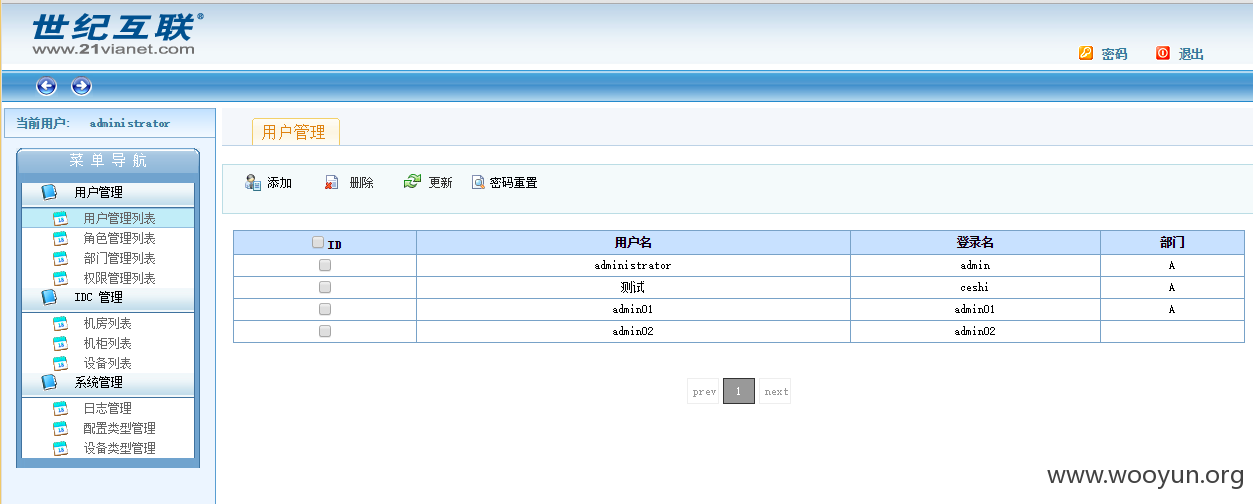 世纪互联®
www.21vianet.com
密码 退出
当前用户: administrator
菜单导航
用户管理
用户管理列表
角色管理列表
部门管理列表
权限管理列表
IDC 管理
机房列表
机柜列表
设备列表
系统管理
日志管理
配置类型管理
设备类型管理
用户管理
添加 删除 更新 密码重置
ID 用户名 登录名 部门
administrator admin A
测试 ceshi A
admin01 admin01 A
admin02 admin02
prev 1 next
www.wooyun.org